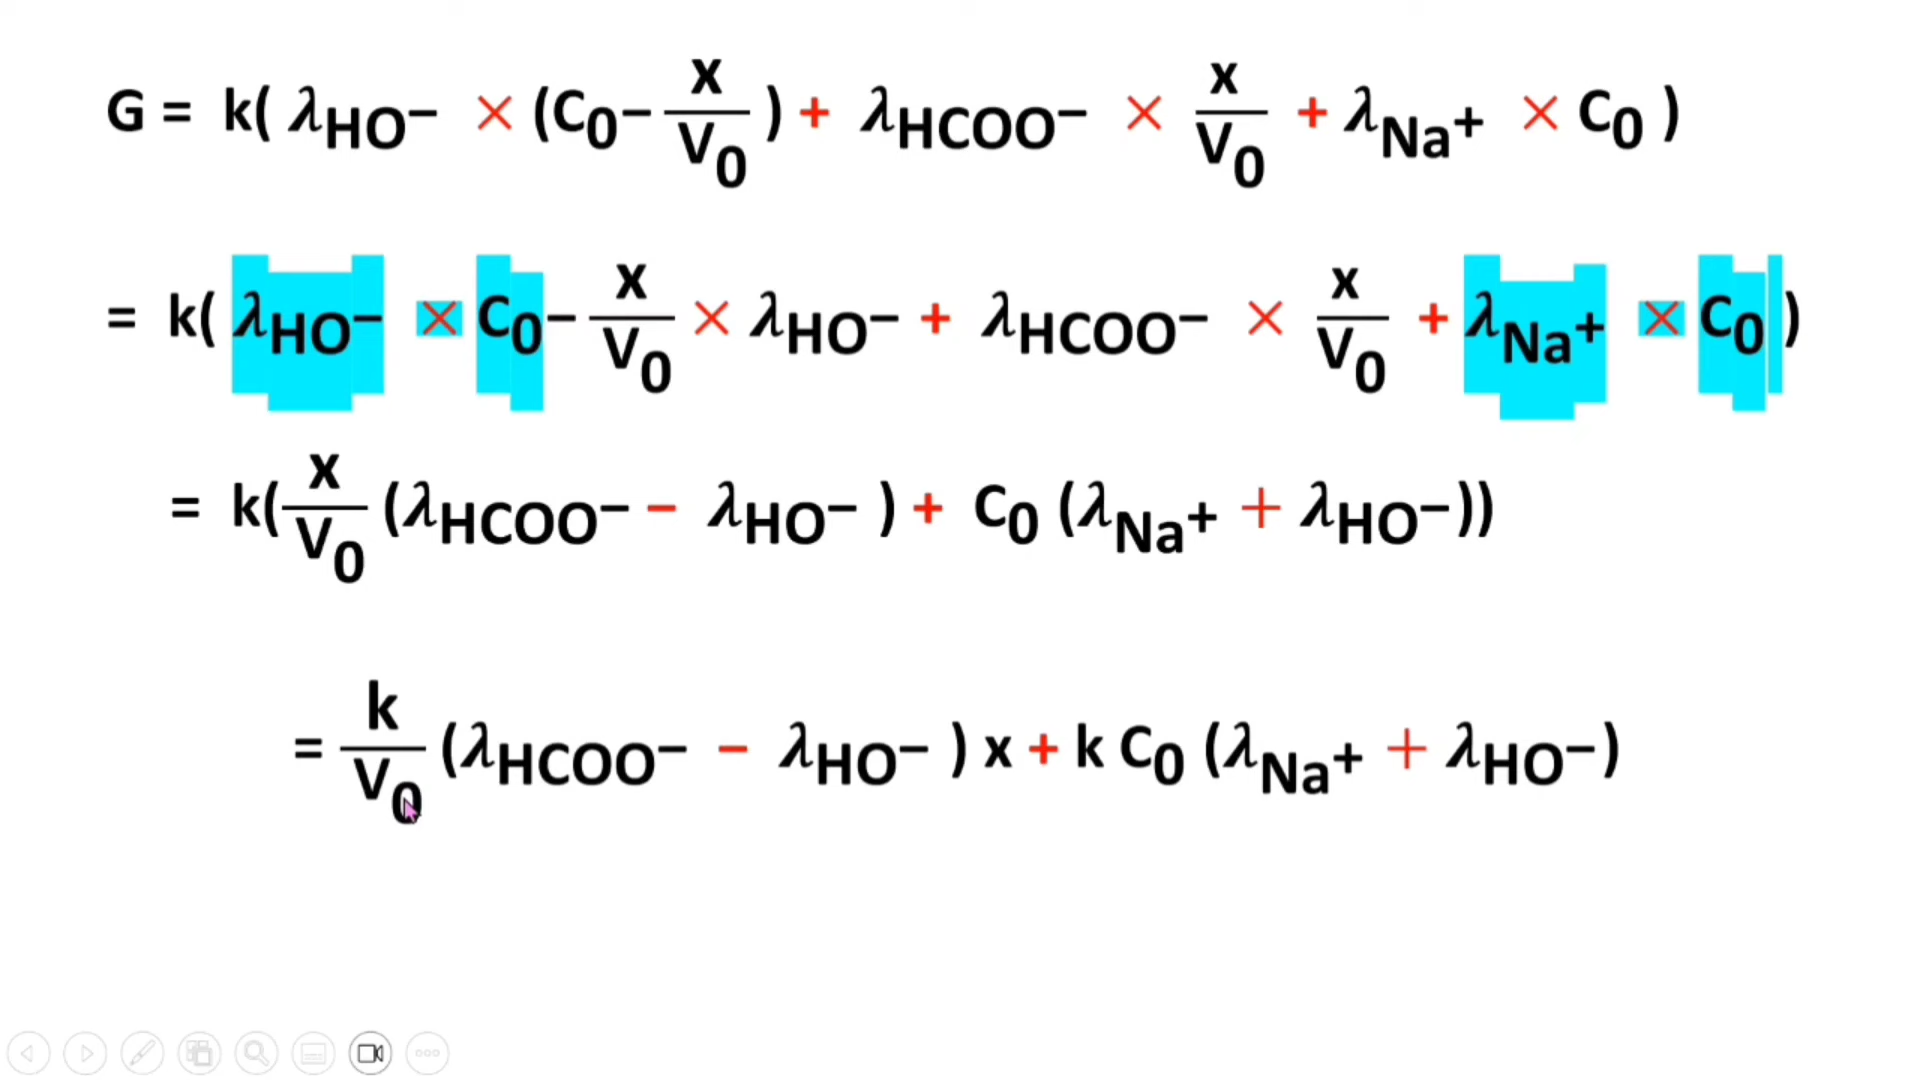 G = k( λHO− × (C0− x/V0 ) + λHCOO− × x/V0 + λNa+ × C0 )
= k( λHO− × C0− x/V0 × λHO− + λHCOO− × x/V0 + λNa+ × C0 )
= k( x/V0 (λHCOO− − λHO− ) + C0 (λNa+ + λHO−))
= k/V0 (λHCOO− − λHO− ) x + k C0 (λNa+ + λHO−)